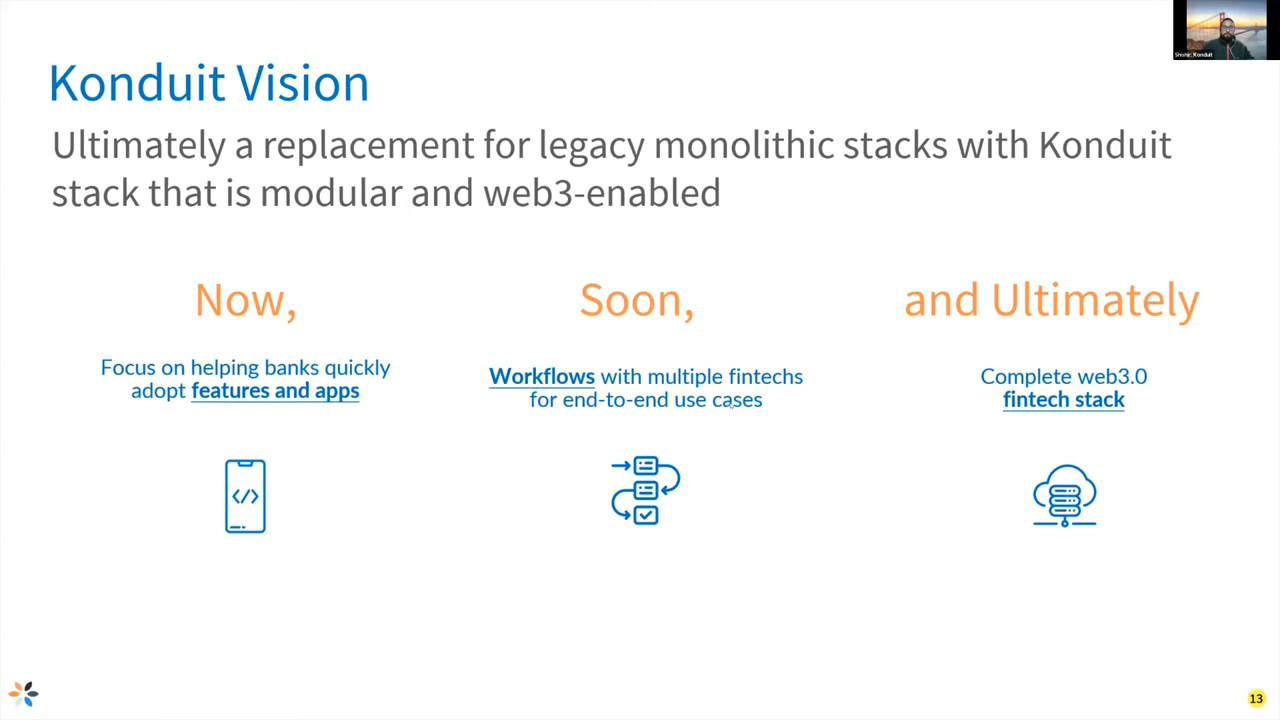 Shishir, Konduit
Konduit Vision
Ultimately a replacement for legacy monolithic stacks with Konduit
stack that is modular and web3-enabled
Now,
Focus on helping banks quickly
adopt features and apps
Soon,
Workflows with multiple fintechs
for end-to-end use cases
and Ultimately
Complete web3.0
fintech stack
13